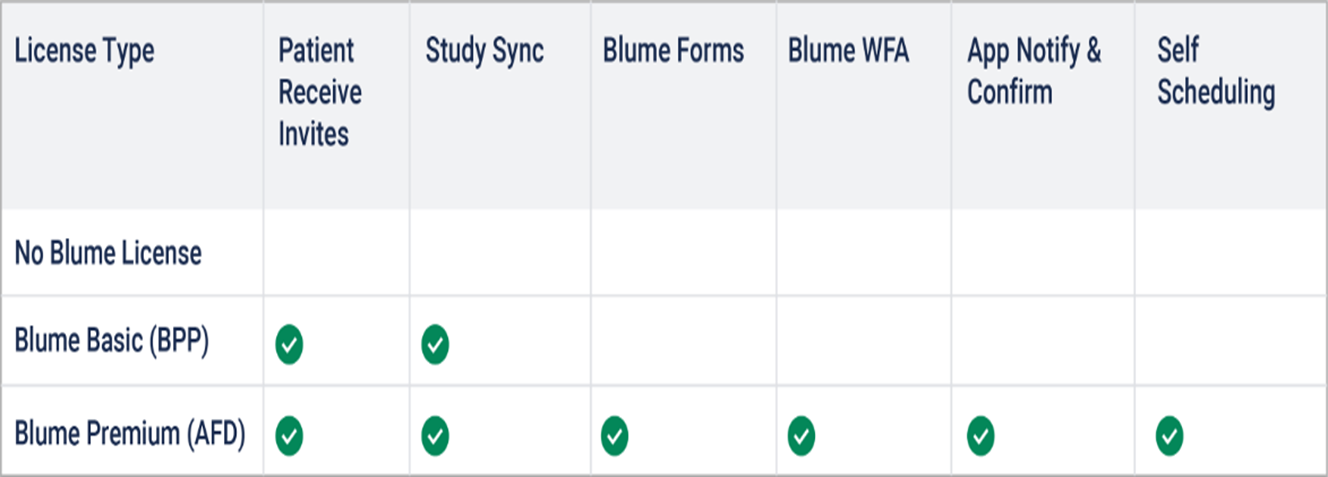 License Type
Patient
Receive
Invites
Study Sync
Blume Forms
Blume WFA
App Notify &
Confirm
Self
Scheduling
No Blume License
Blume Basic (BPP)
Blume Premium (AFD)